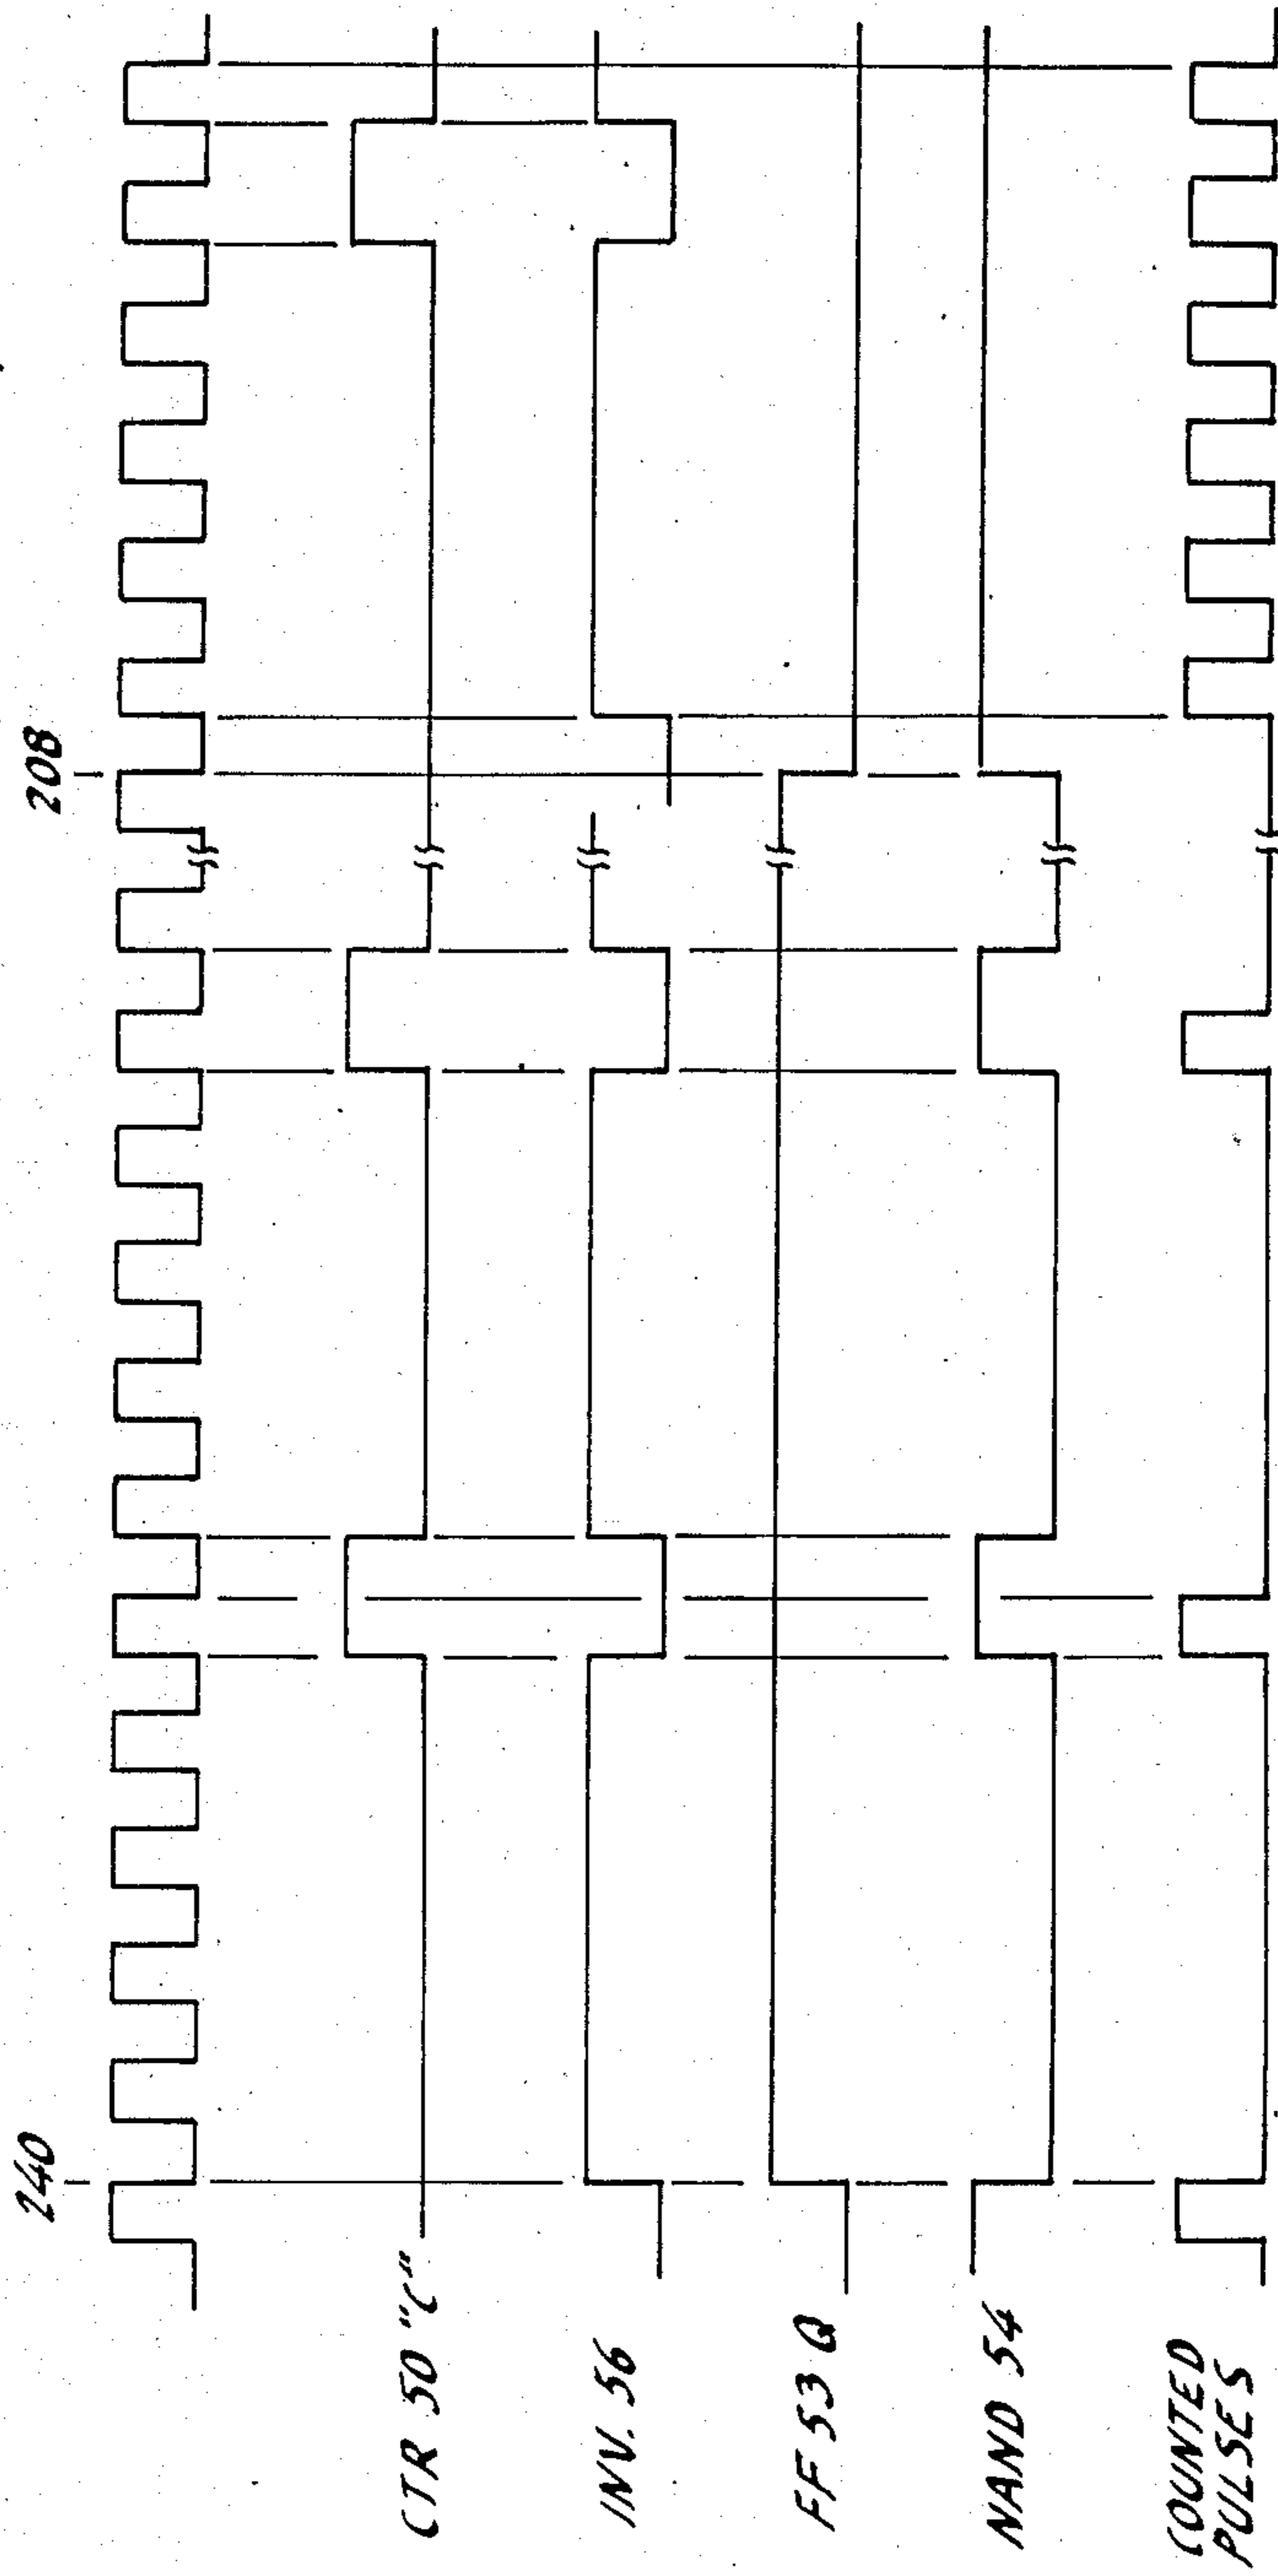 240
208
CTR 50 "C"
INV. 56
FF 53 Q
NAND 54
COUNTED
PULSES